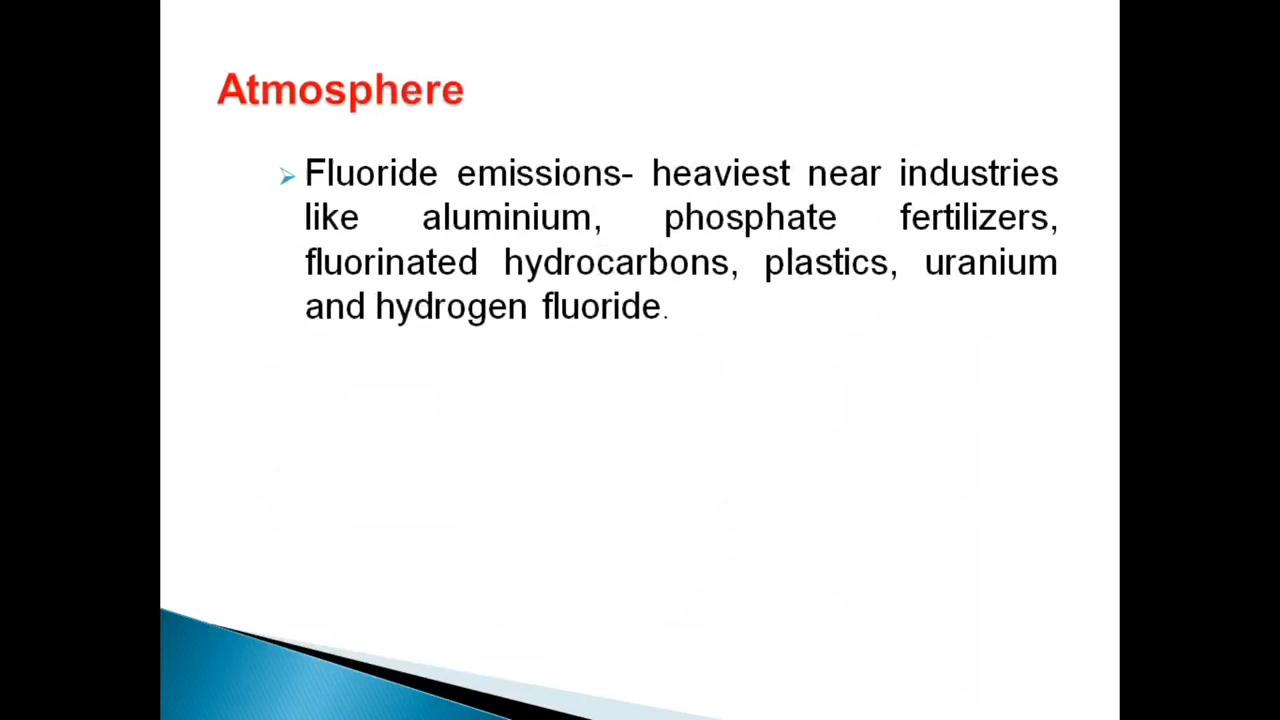 Atmosphere
Fluoride emissions- heaviest near industries
like aluminium, phosphate fertilizers,
fluorinated hydrocarbons, plastics, uranium
and hydrogen fluoride.